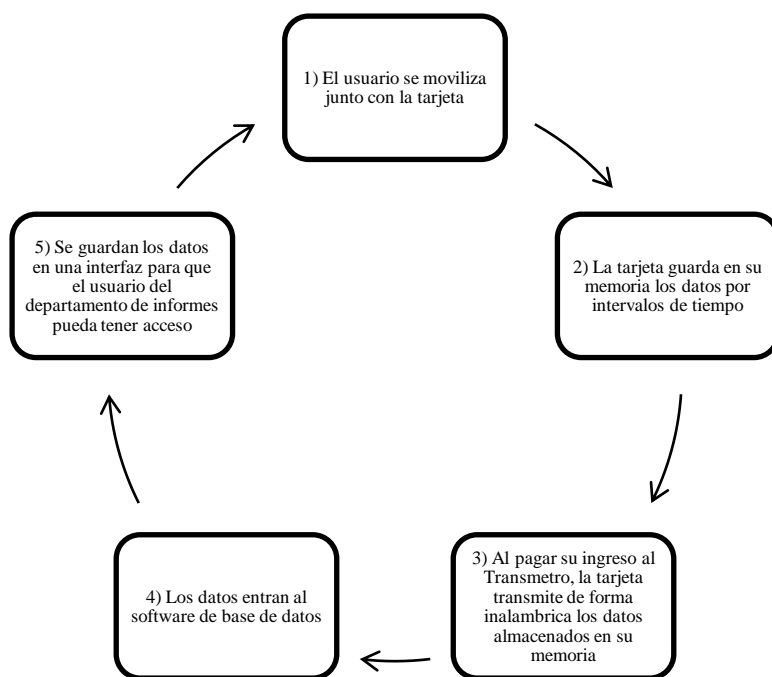 1) El usuario se moviliza
junto con la tarjeta
2) La tarjeta guarda en su
memoria los datos por
intervalos de tiempo
3) Al pagar su ingreso al
Transmetro, la tarjeta
transmite de forma
inalambrica los datos
almacenados en su
memoria
4) Los datos entran al
software de base de datos
5) Se guardan los datos
en una interfaz para que
el usuario del
departamento de informes
pueda tener acceso